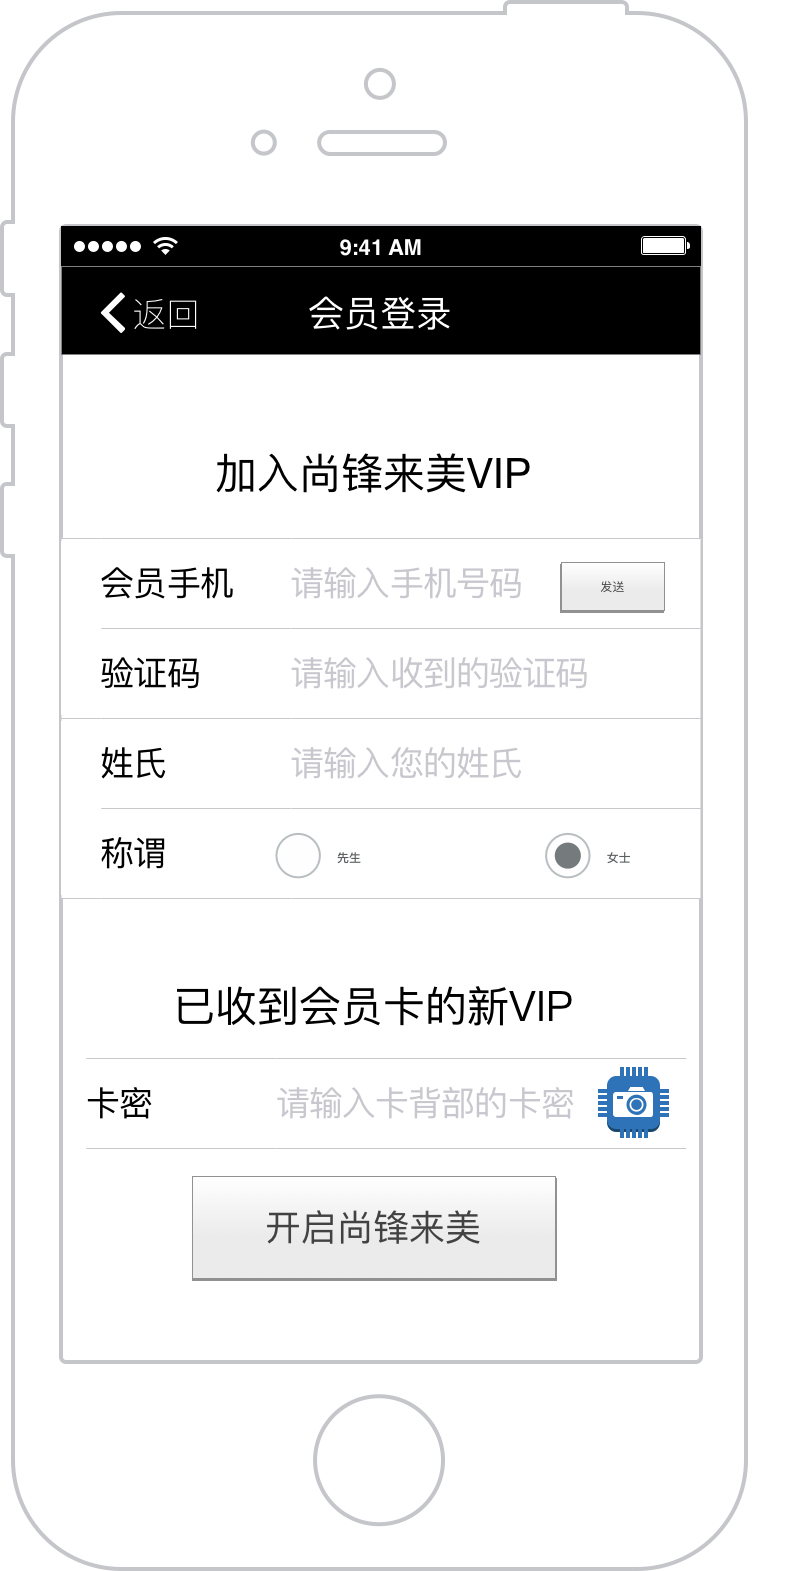 9:41 AM
返回 会员登录
加入尚锋来美VIP
会员手机 请输入手机号码 发送
验证码 请输入收到的验证码
姓氏 请输入您的姓氏
称谓 先生 女士
已收到会员卡的新VIP
卡密 请输入卡背部的卡密
开启尚锋来美